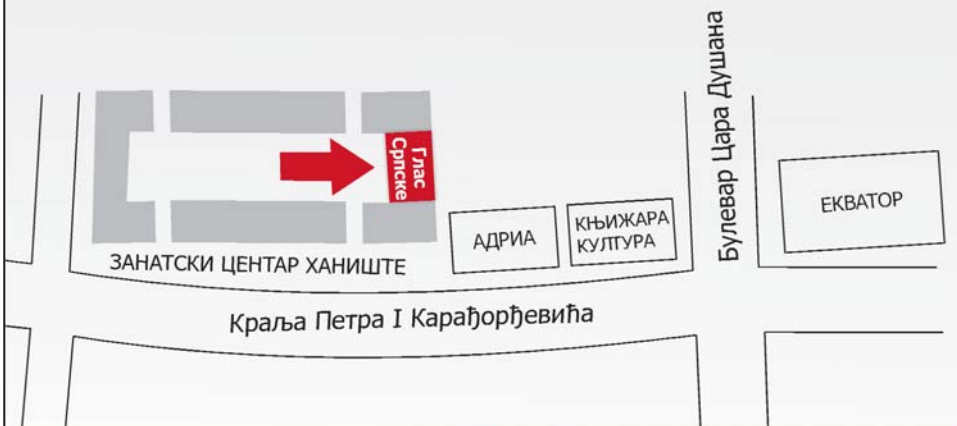 Булевар Цара Душана
Глас
Српске
ЕКВАТОР
КЊИЖАРА
КУЛТУРА
АДРИА
ЗАНАТСКИ ЦЕНТАР ХАНИШТЕ
Краља Петра I Карађорђевића